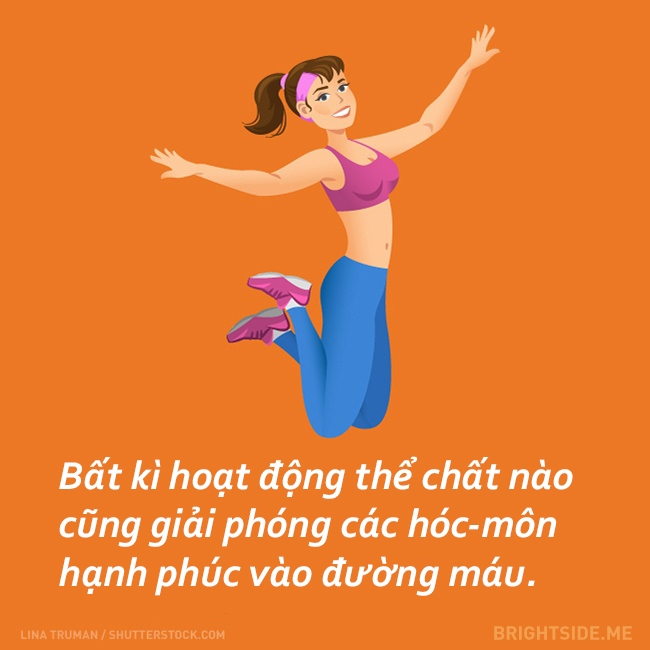 Bất kì hoạt động thể chất nào
cũng giải phóng các hóc-môn
hạnh phúc vào đường máu.
LINA TRUMAN / SHUTTERSTOCK.COM
BRIGHTSIDE.ME